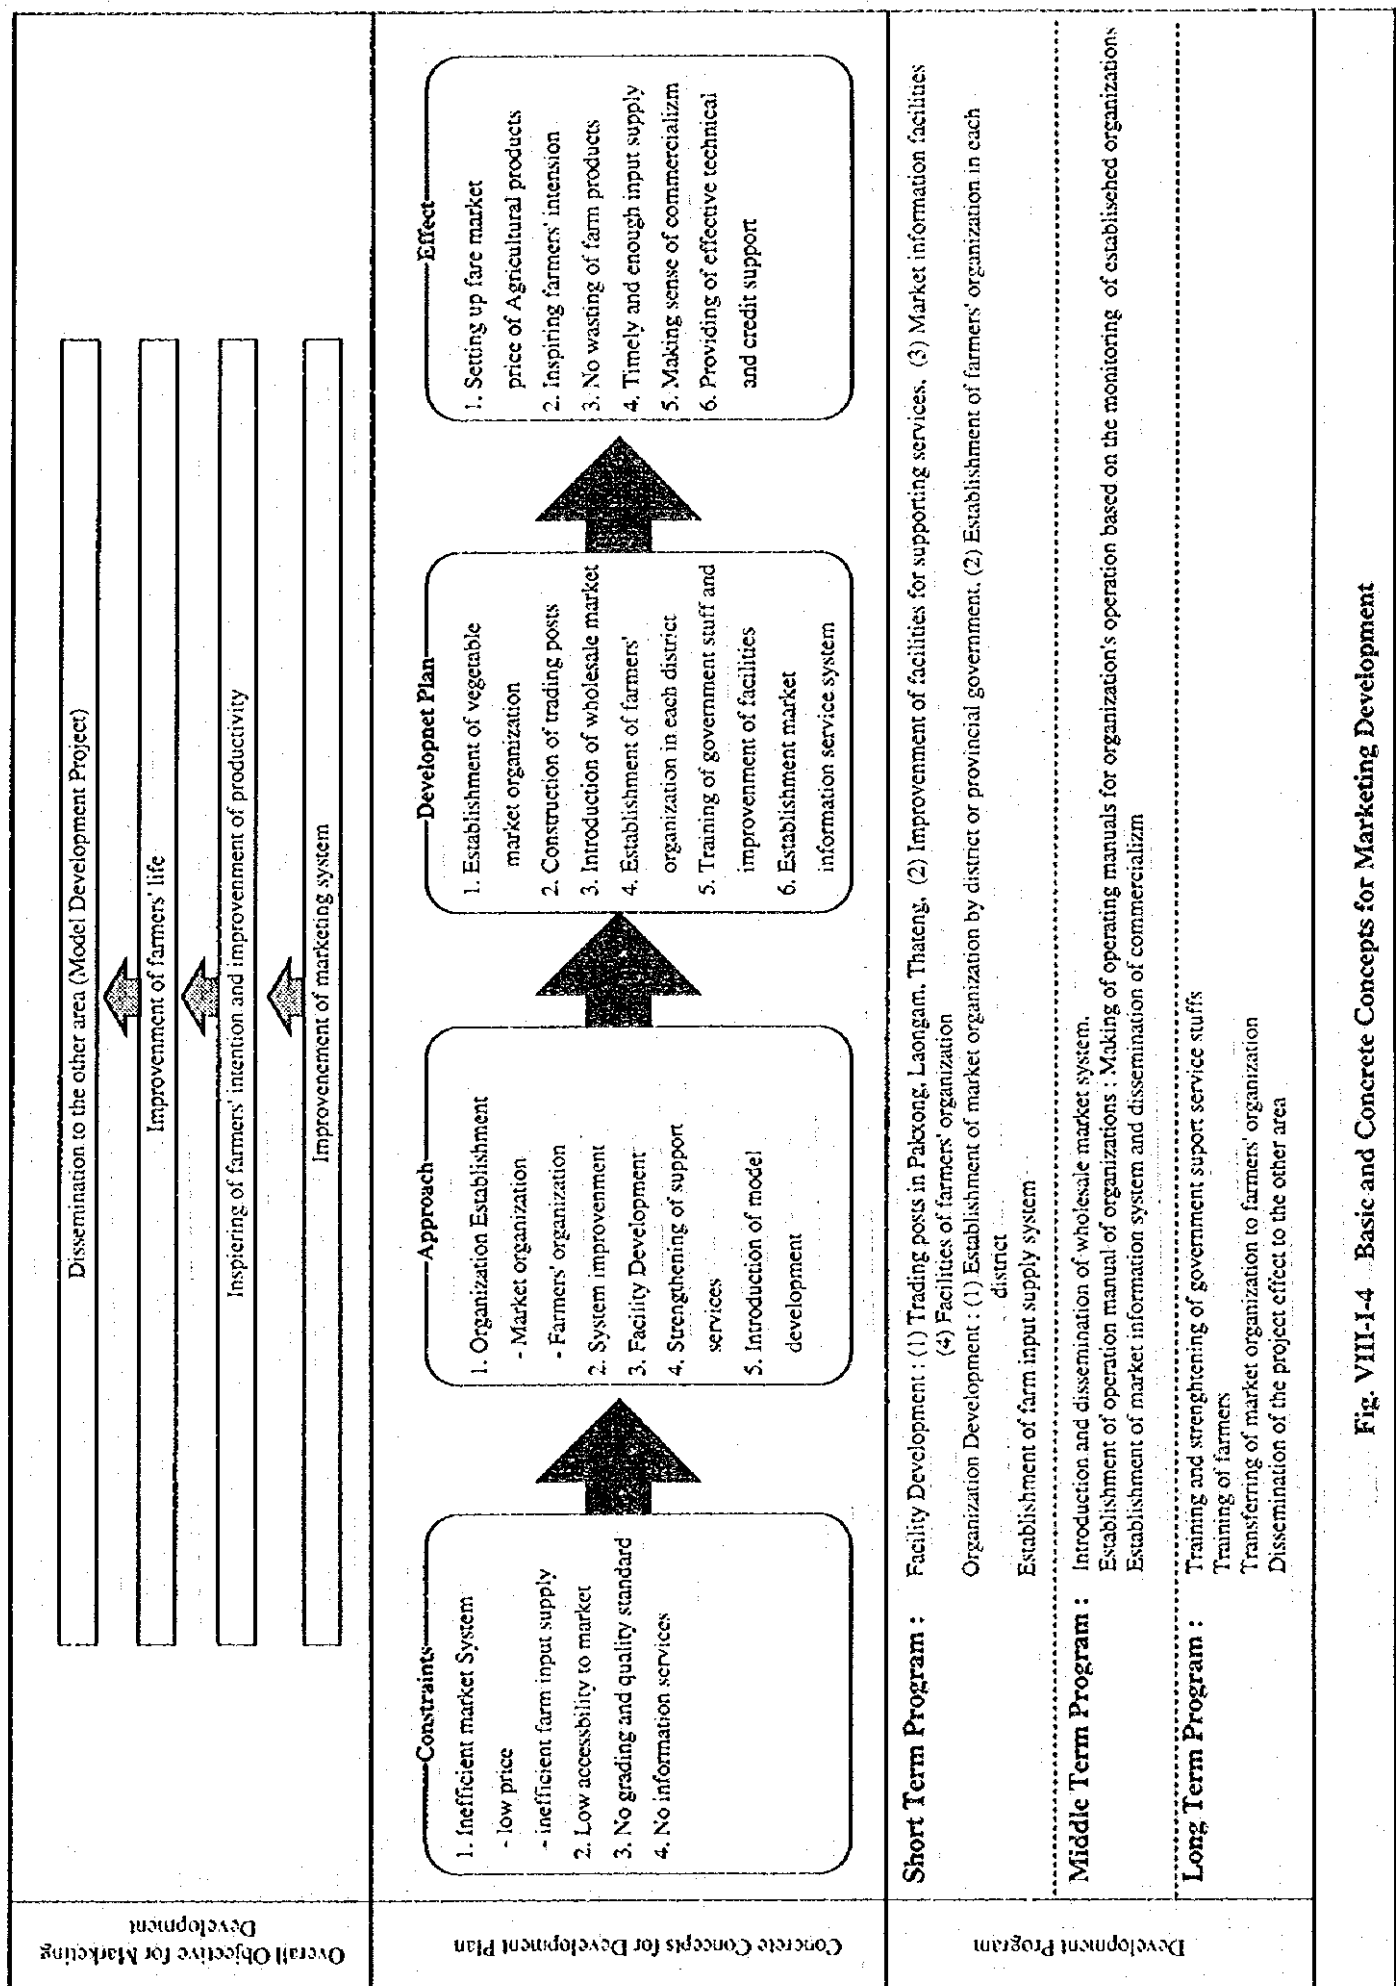 Overall Objective for Marketing
Development
Dissemination to the other area (Model Development Project)
Improvenment of farmers' life
Inspiering of farmers' intention and improvenment of productivity
Improvenement of marketing system
Concrete Concepts for Development Plan
Constraints
1. Inefficient market System
- low price
- inefficient farm input supply
2. Low accessbility to market
3. No grading and quality standard
4. No information services
Approach
1. Organization Establishment
- Market organization
- Farmers' organization
2. System improvenment
3. Facility Development
4. Strengthening of support
services
5. Introduction of model
development
Developnet Plan
1. Establishment of vegetable
market organization
2. Construction of trading posts
3. Introduction of wholesale market
4. Establishment of farmers'
organization in each district
5. Training of government stuff and
improvenment of facilities
6. Establishment market
information service system
Effect
1. Setting up fare market
price of Agricultural products
2. Inspiring farmers' intension
3. No wasting of farm products
4. Timely and enough input supply
5. Making sense of commercializm
6. Providing of effective technical
and credit support
Development Program
Short Term Program :
Facility Development : (1) Trading posts in Pakxong, Laongam, Thateng, (2) Improvenment of facilities for supporting services, (3) Market information facilities
(4) Facilities of farmers' organization
Organization Development : (1) Establishment of market organization by district or provincial government, (2) Establishment of farmers' organization in each
district
Establishment of farm input supply system
Middle Term Program :
Introduction and dissemination of wholesale market system.
Establishment of operation manual of organizations : Making of operating manuals for organization's operation based on the monitoring of establisehed organizations
Establishment of market information system and dissemination of commercializm
Long Term Program :
Training and strenghtening of government suport service stuffs
Training of farmers
Transferring of market organization to farmers' organization
Dissemination of the project effect to the other area
Fig. VIII-I-4 Basic and Concrete Concepts for Marketing Development